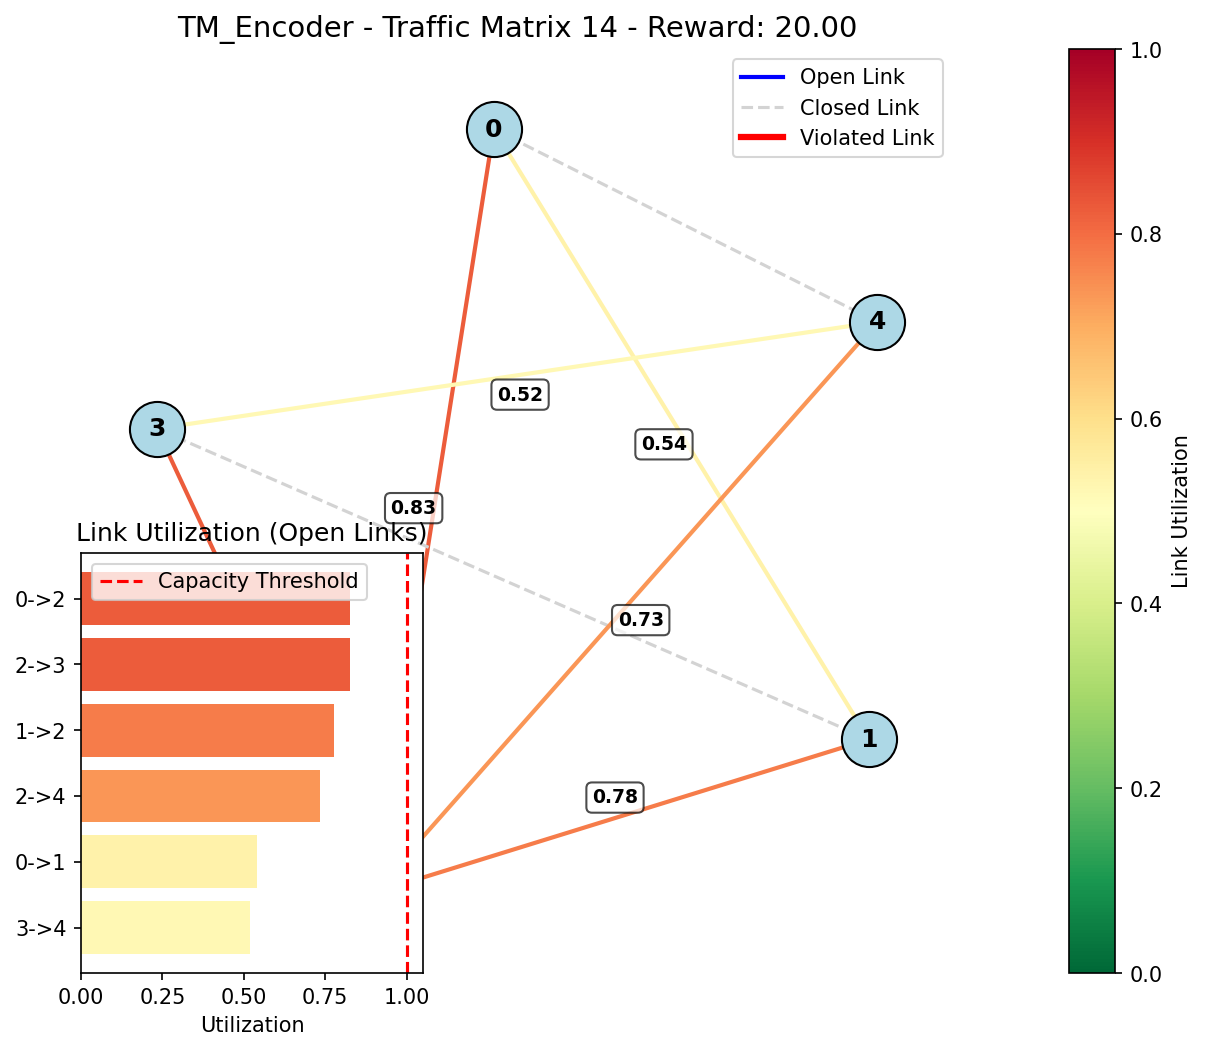 TM_Encoder - Traffic Matrix 14 - Reward: 20.00
Open Link
Closed Link
Violated Link
0
4
3
1
0.52
0.54
0.83
0.73
0.78
Link Utilization (Open Links)
Capacity Threshold
0->2
2->3
1->2
2->4
0->1
3->4
0.00 0.25 0.50 0.75 1.00
Utilization
1.0
0.8
0.6
0.4
0.2
0.0
Link Utilization